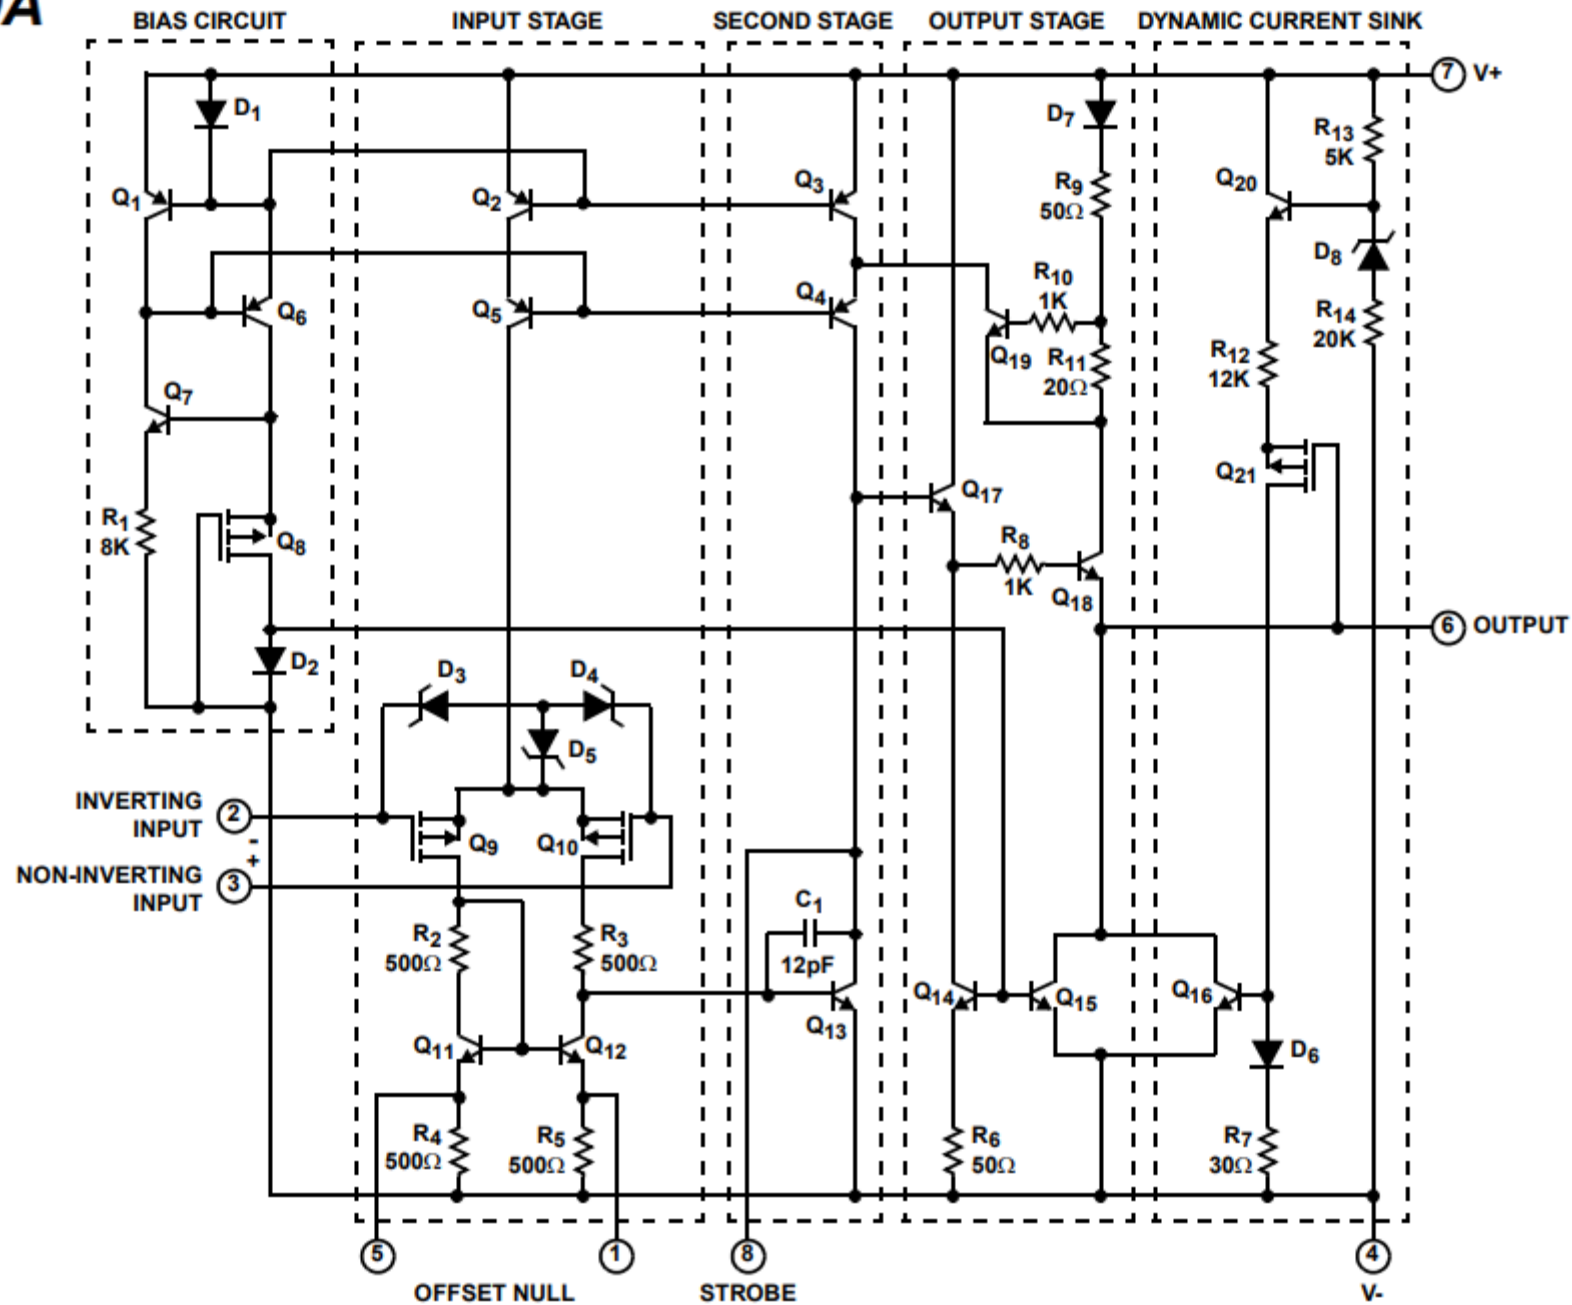 BIAS CIRCUIT
INPUT STAGE
SECOND STAGE
OUTPUT STAGE
DYNAMIC CURRENT SINK
7
V+
D1
D7
R13
5K
Q1
Q2
Q3
R9
50Ω
Q20
D8
Q6
Q5
Q4
R10
1K
R14
20K
Q19
R11
20Ω
R12
12K
Q7
Q21
Q17
R1
8K
Q8
R8
1K
Q18
6
OUTPUT
D2
D3
D4
D5
INVERTING
INPUT
2
-
+
NON-INVERTING
INPUT
3
Q9
Q10
C1
12pF
R2
500Ω
R3
500Ω
Q13
Q14
Q15
Q16
Q11
Q12
D6
R4
500Ω
R5
500Ω
R6
50Ω
R7
30Ω
5
1
8
4
OFFSET NULL
STROBE
V-